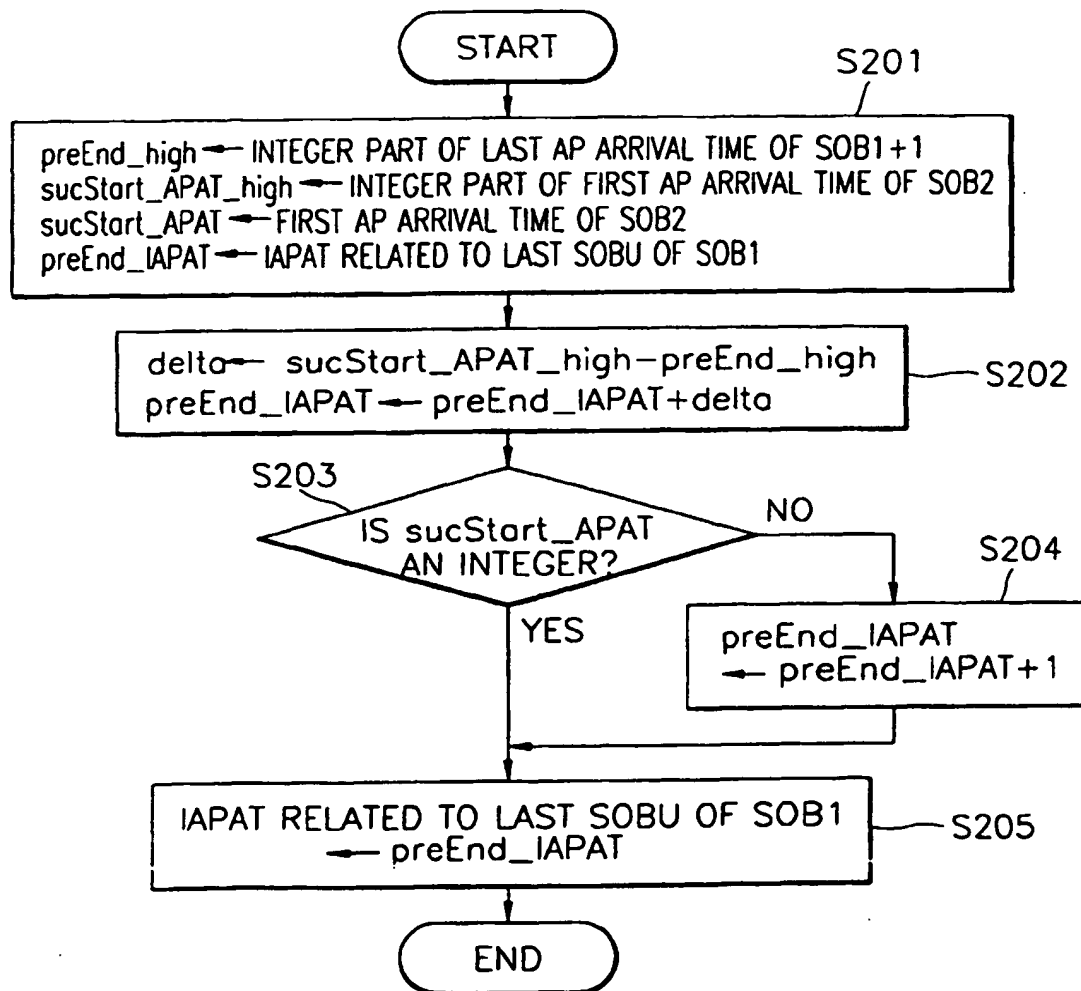 START
S201
preEnd_high ← INTEGER PART OF LAST AP ARRIVAL TIME OF SOB1+1
sucStart_APAT_high ← INTEGER PART OF FIRST AP ARRIVAL TIME OF SOB2
sucStart_APAT ← FIRST AP ARRIVAL TIME OF SOB2
preEnd_IAPAT ← IAPAT RELATED TO LAST SOBU OF SOB1
delta ← sucStart_APAT_high-preEnd_high
preEnd_IAPAT ← preEnd_IAPAT+delta
S202
S203
IS sucStart_APAT
AN INTEGER?
NO
YES
S204
preEnd_IAPAT
← preEnd_IAPAT+1
IAPAT RELATED TO LAST SOBU OF SOB1
← preEnd_IAPAT
S205
END